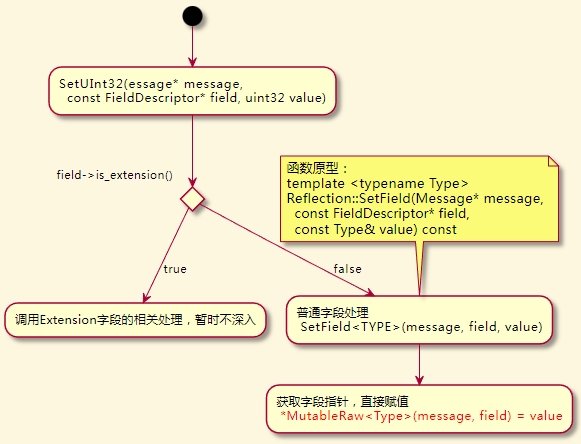 SetUInt32(essage* message,
const FieldDescriptor* field, uint32 value)
field->is_extension()
函数原型：
template <typename Type>
Reflection::SetField(Message* message,
const FieldDescriptor* field,
const Type& value) const
true
false
调用Extension字段的相关处理，暂时不深入
普通字段处理
SetField<TYPE>(message, field, value)
获取字段指针，直接赋值
*MutableRaw<Type>(message, field) = value